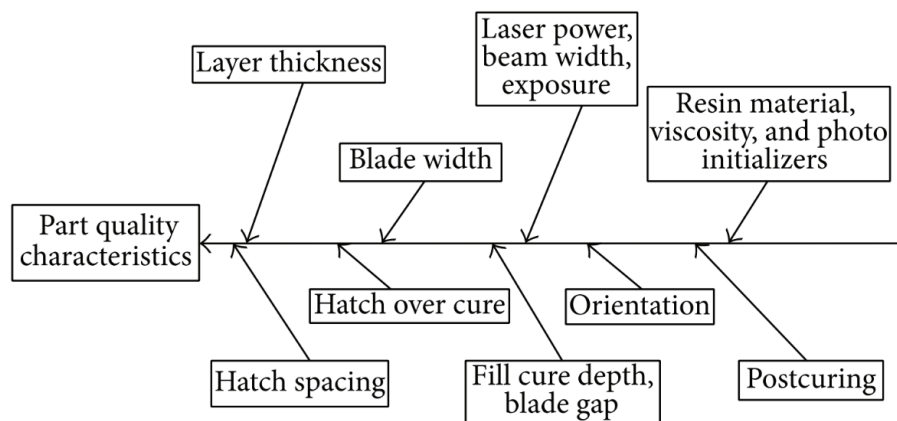 Layer thickness
Laser power,
beam width,
exposure
Resin material,
viscosity, and photo
initializers
Blade width
Part quality
characteristics
Hatch over cure
Orientation
Hatch spacing
Fill cure depth,
blade gap
Postcuring